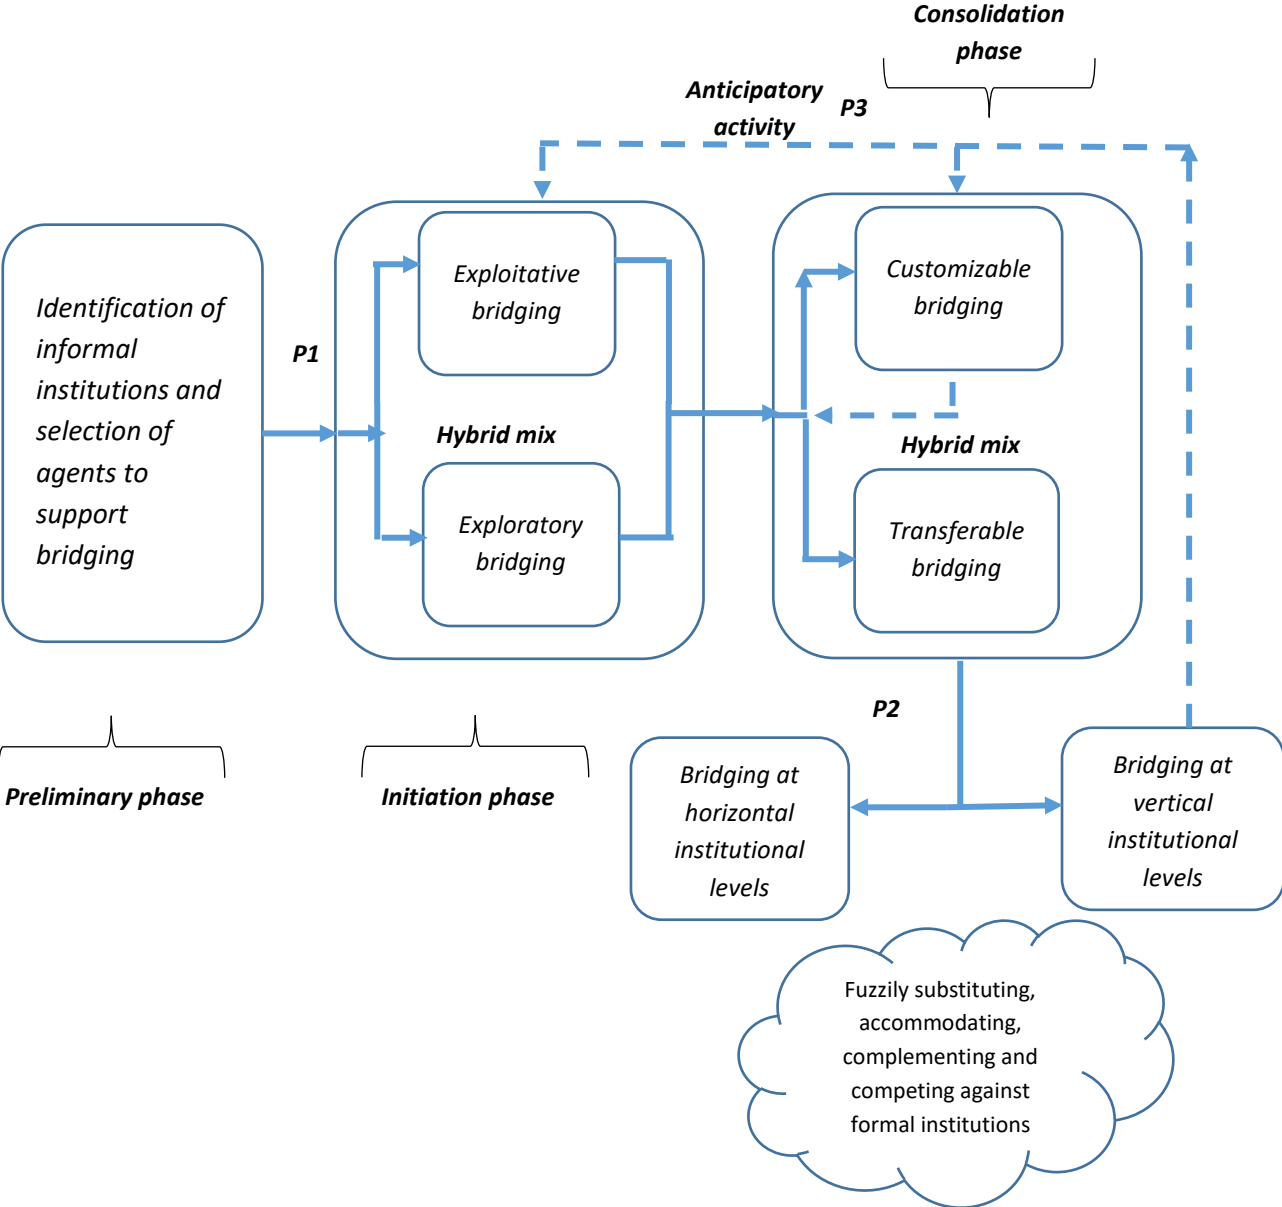 Consolidation
phase
Anticipatory
activity
P3
Identification of
informal
institutions and
selection of
agents to
support
bridging
P1
Exploitative
bridging
Hybrid mix
Exploratory
bridging
Customizable
bridging
Hybrid mix
Transferable
bridging
P2
Preliminary phase
Initiation phase
Bridging at
horizontal
institutional
levels
Bridging at
vertical
institutional
levels
Fuzzily substituting,
accommodating,
complementing and
competing against
formal institutions